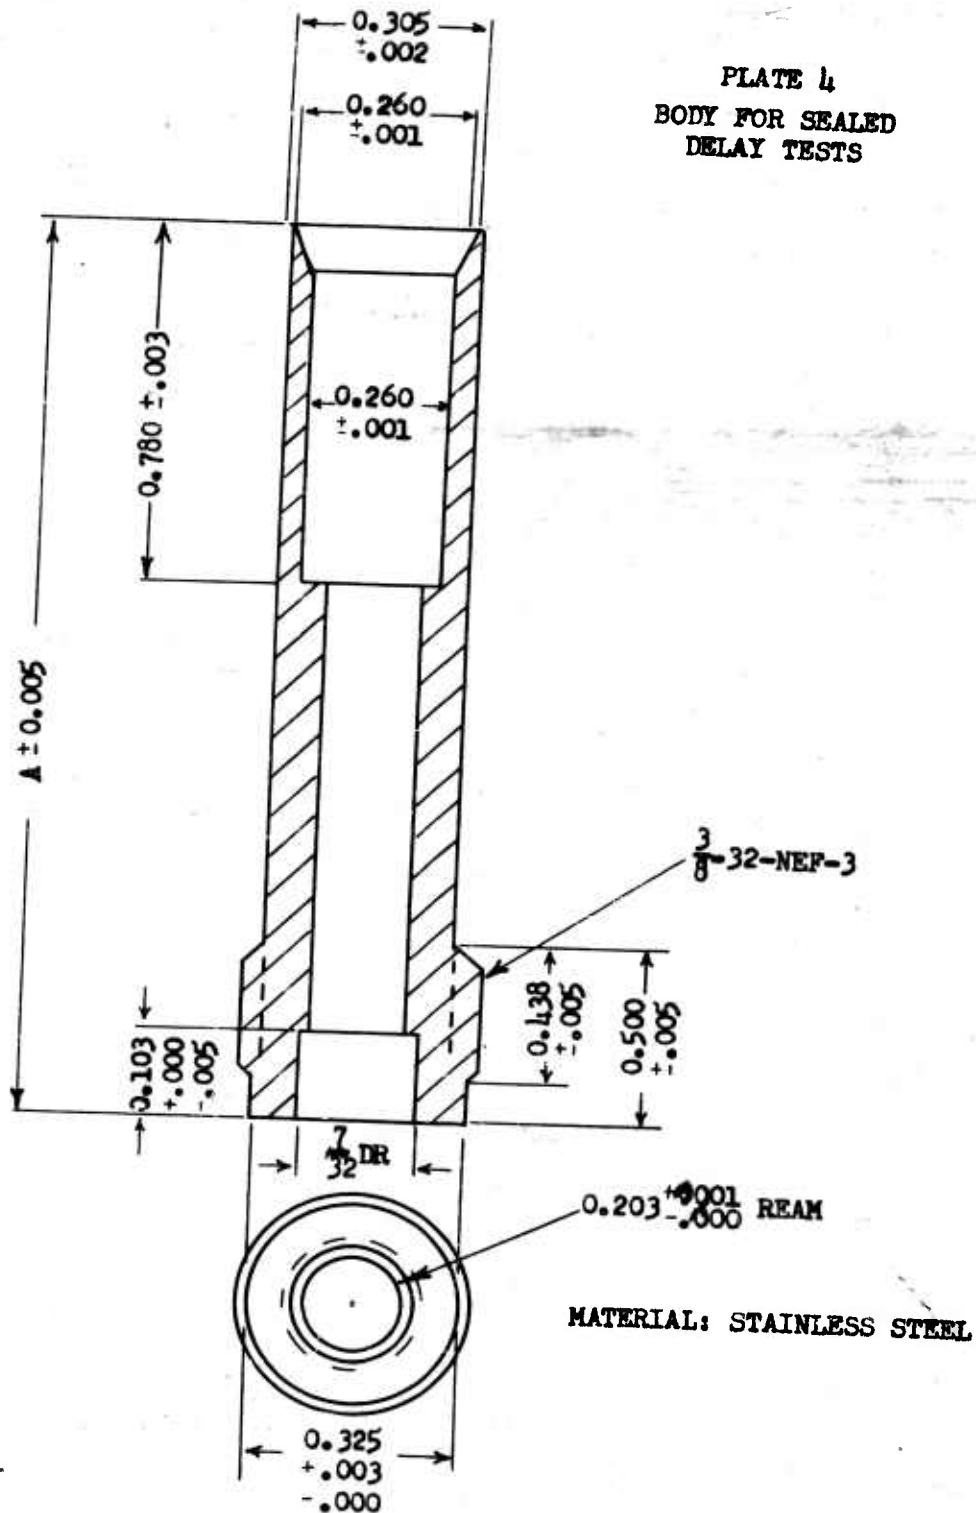 0.305
±.002
PLATE 4
BODY FOR SEALED
DELAY TESTS
0.260
±.001
0.780 ±.003
0.260
±.001
A ± 0.005
3/8-32-NEF-3
0.438
±.005
0.500
±.005
0.103
+.000
-.005
7/32 DR
0.203 +.001
-.000 REAM
MATERIAL: STAINLESS STEEL
0.325
+.003
-.000